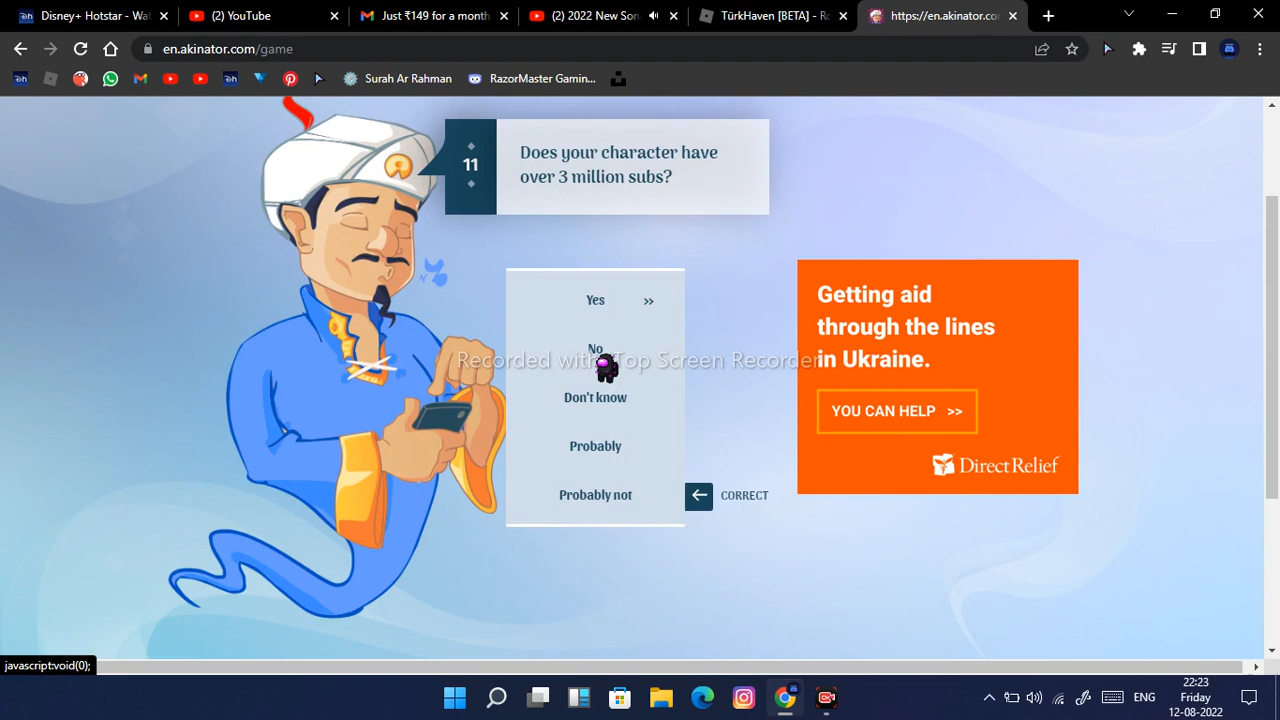 Disney+ Hotstar - Wat
(2) YouTube
Just ₹149 for a month
(2) 2022 New Son
TürkHaven [BETA] - Ro
https://en.akinator.co
en.akinator.com/game
Surah Ar Rahman
RazorMaster Gamin...
11
Does your character have
over 3 million subs?
Yes
No
Don't know
Probably
Probably not
CORRECT
Recorded with Top Screen Recorder
Getting aid
through the lines
in Ukraine.
YOU CAN HELP >>
DirectRelief
javascript:void(0);
ENG
22:23
Friday
12-08-2022